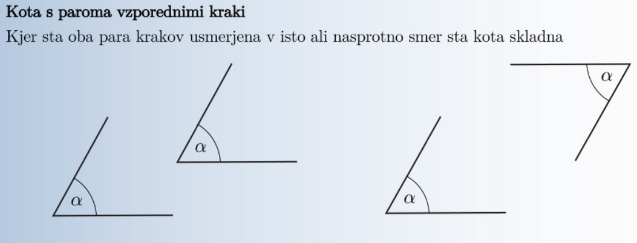 Kota s paroma vzporednimi kraki
Kjer sta oba para krakov usmerjena v isto ali nasprotno smer sta kota skladna
α
α
α
α